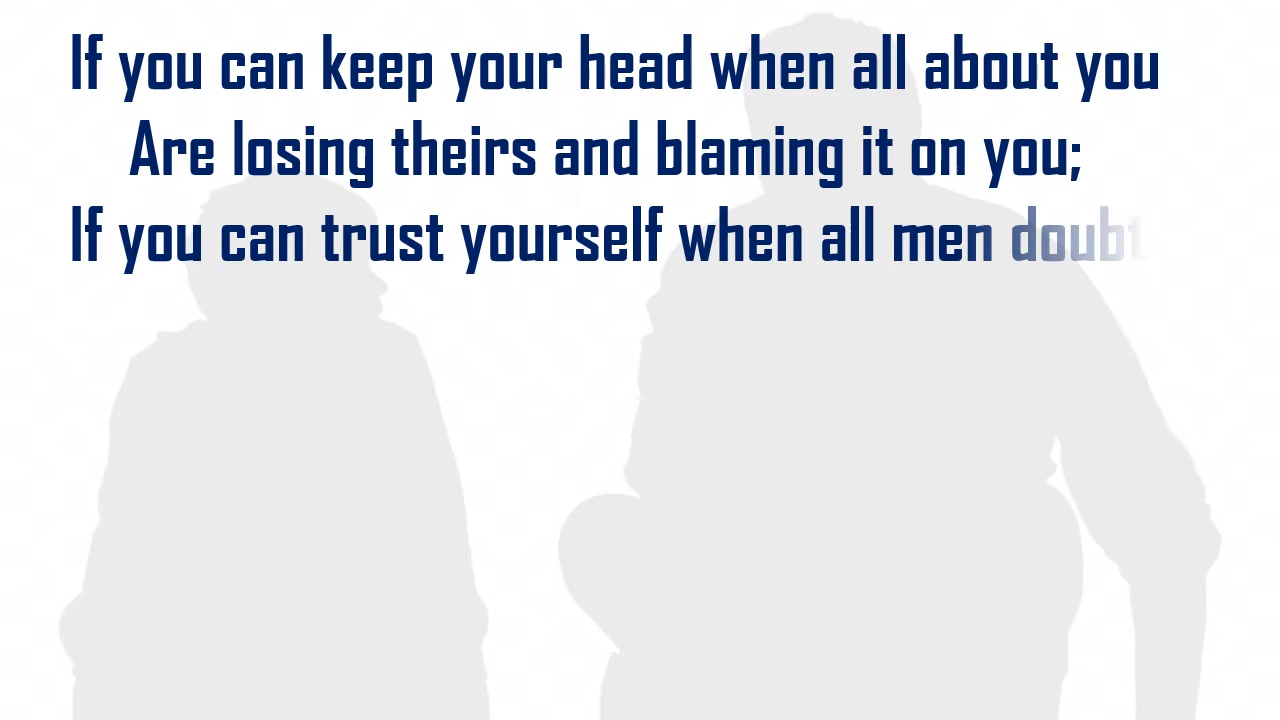 If you can keep your head when all about you
Are losing theirs and blaming it on you;
If you can trust yourself when all men doubt